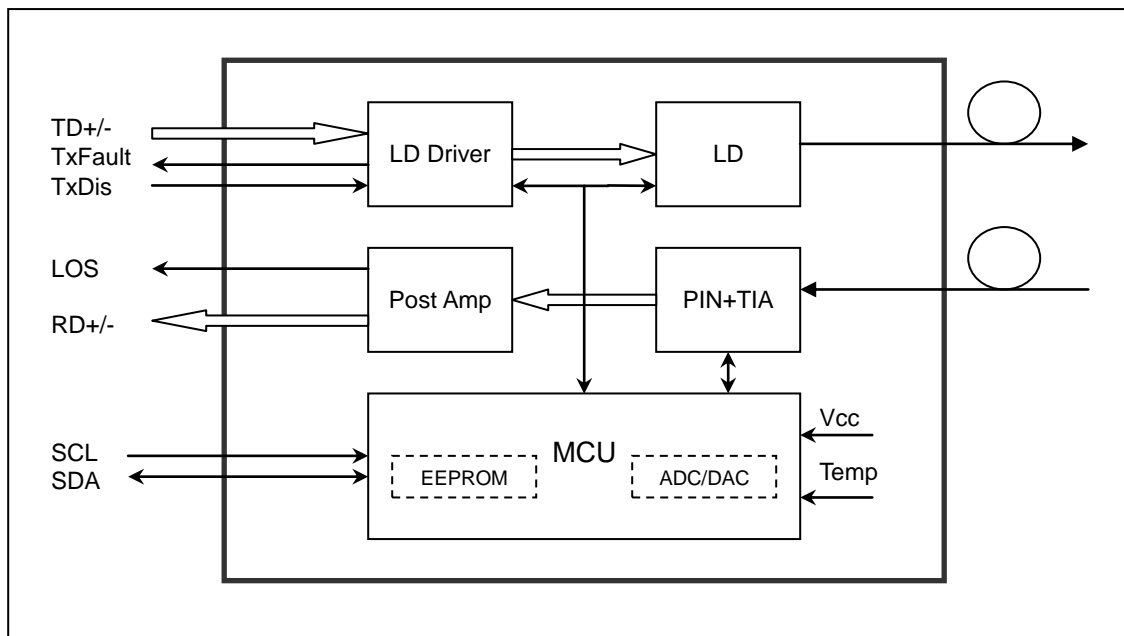 TD+/-
TxFault
TxDis
LD Driver
LD
LOS
RD+/-
Post Amp
PIN+TIA
SCL
SDA
MCU
EEPROM
ADC/DAC
Vcc
Temp